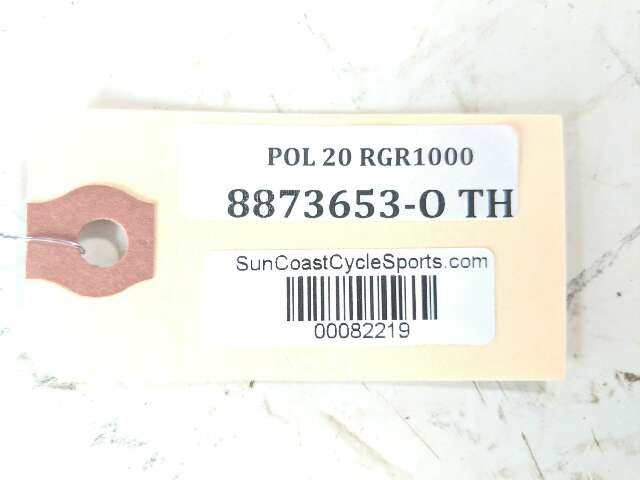 POL 20 RGR1000
8873653-O TH
SunCoastCycleSports.com
00082219